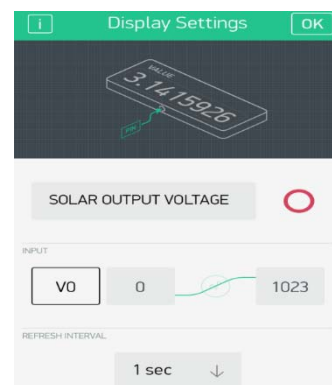 i Display Settings OK
VALUE
3.1415926
PIN
SOLAR OUTPUT VOLTAGE
INPUT
V0 0 1023
REFRESH INTERVAL
1 sec